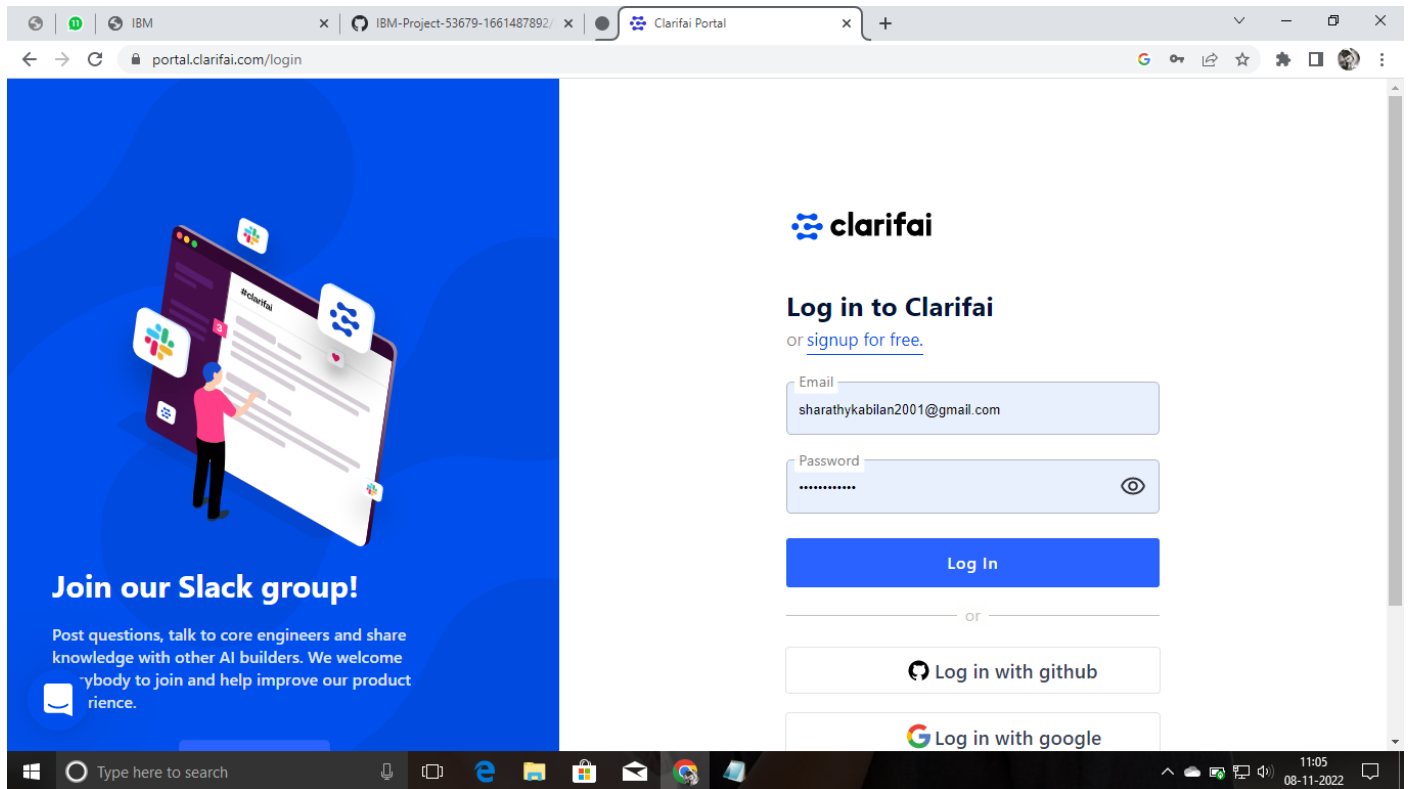 IBM
IBM-Project-53679-1661487892/
Clarifai Portal
portal.clarifai.com/login
#clarifai
3
Join our Slack group!
Post questions, talk to core engineers and share
knowledge with other AI builders. We welcome
ybody to join and help improve our product
rience.
clarifai
Log in to Clarifai
or signup for free.
Email
sharathykabilan2001@gmail.com
Password
••••••••••••
Log In
or
Log in with github
Log in with google
Type here to search
11:05
08-11-2022